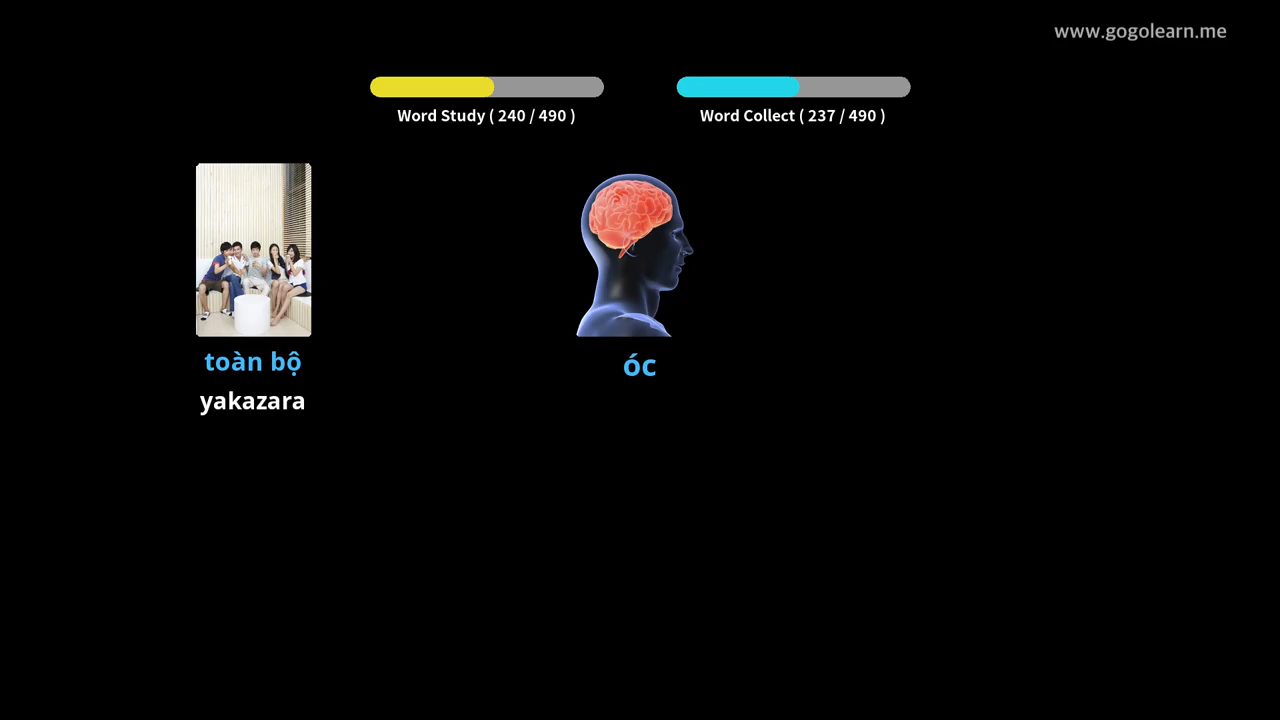 www.gogolearn.me
Word Study ( 240 / 490 )
Word Collect ( 237 / 490 )
toàn bộ
yakazara
óc